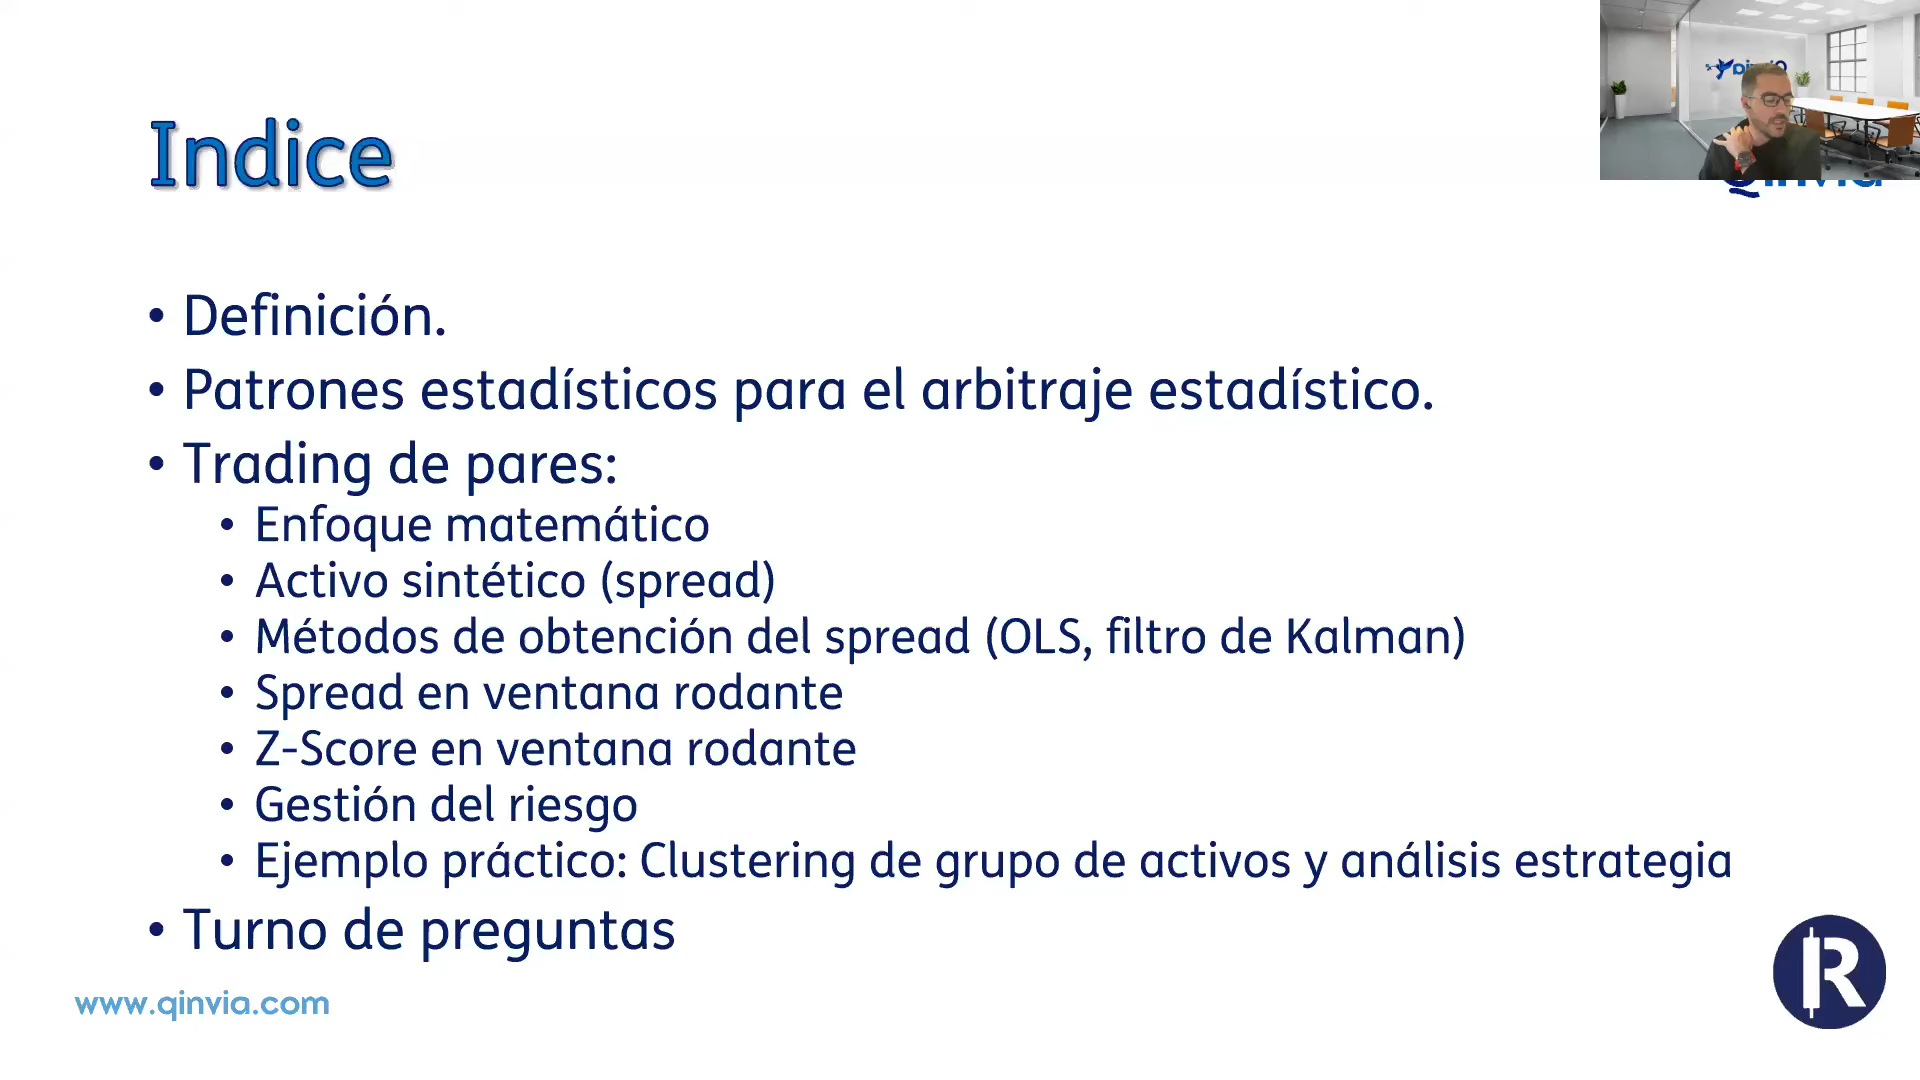 Indice
• Definición.
• Patrones estadísticos para el arbitraje estadístico.
• Trading de pares:
• Enfoque matemático
• Activo sintético (spread)
• Métodos de obtención del spread (OLS, filtro de Kalman)
• Spread en ventana rodante
• Z-Score en ventana rodante
• Gestión del riesgo
• Ejemplo práctico: Clustering de grupo de activos y análisis estrategia
• Turno de preguntas
www.qinvia.com
R